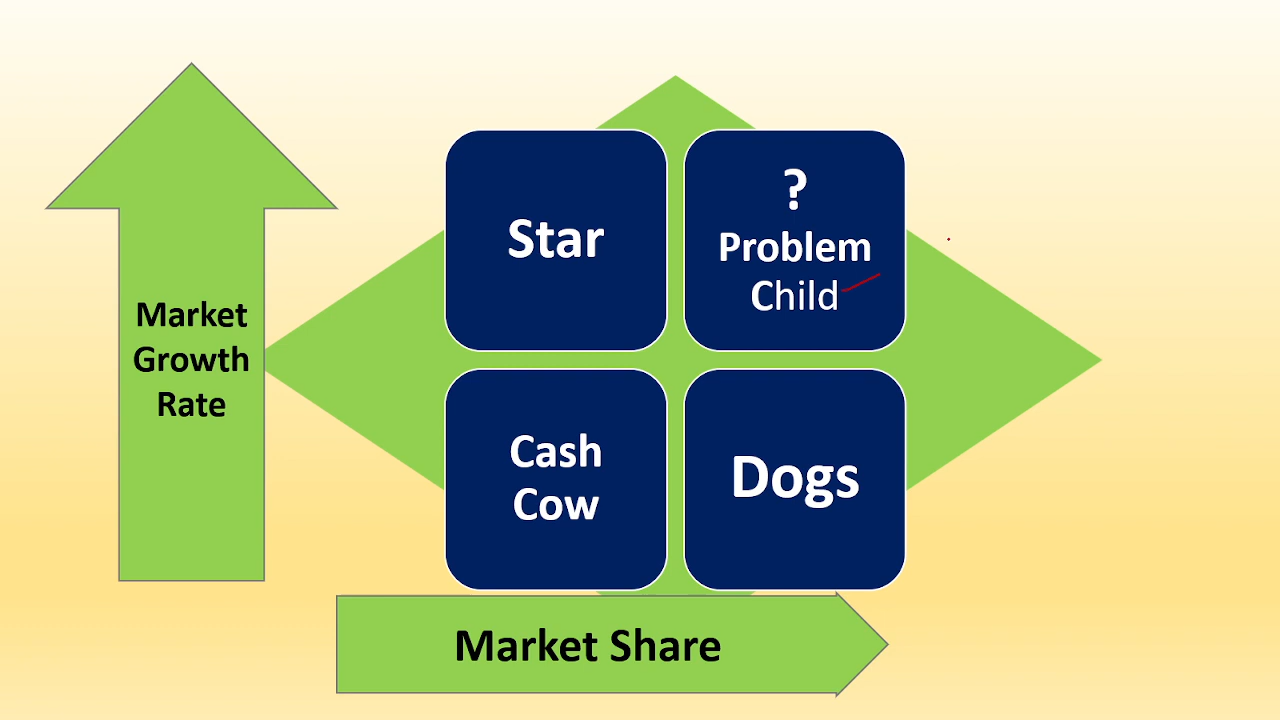 Market
Growth
Rate
Star
?
Problem
Child
Cash
Cow
Dogs
Market Share